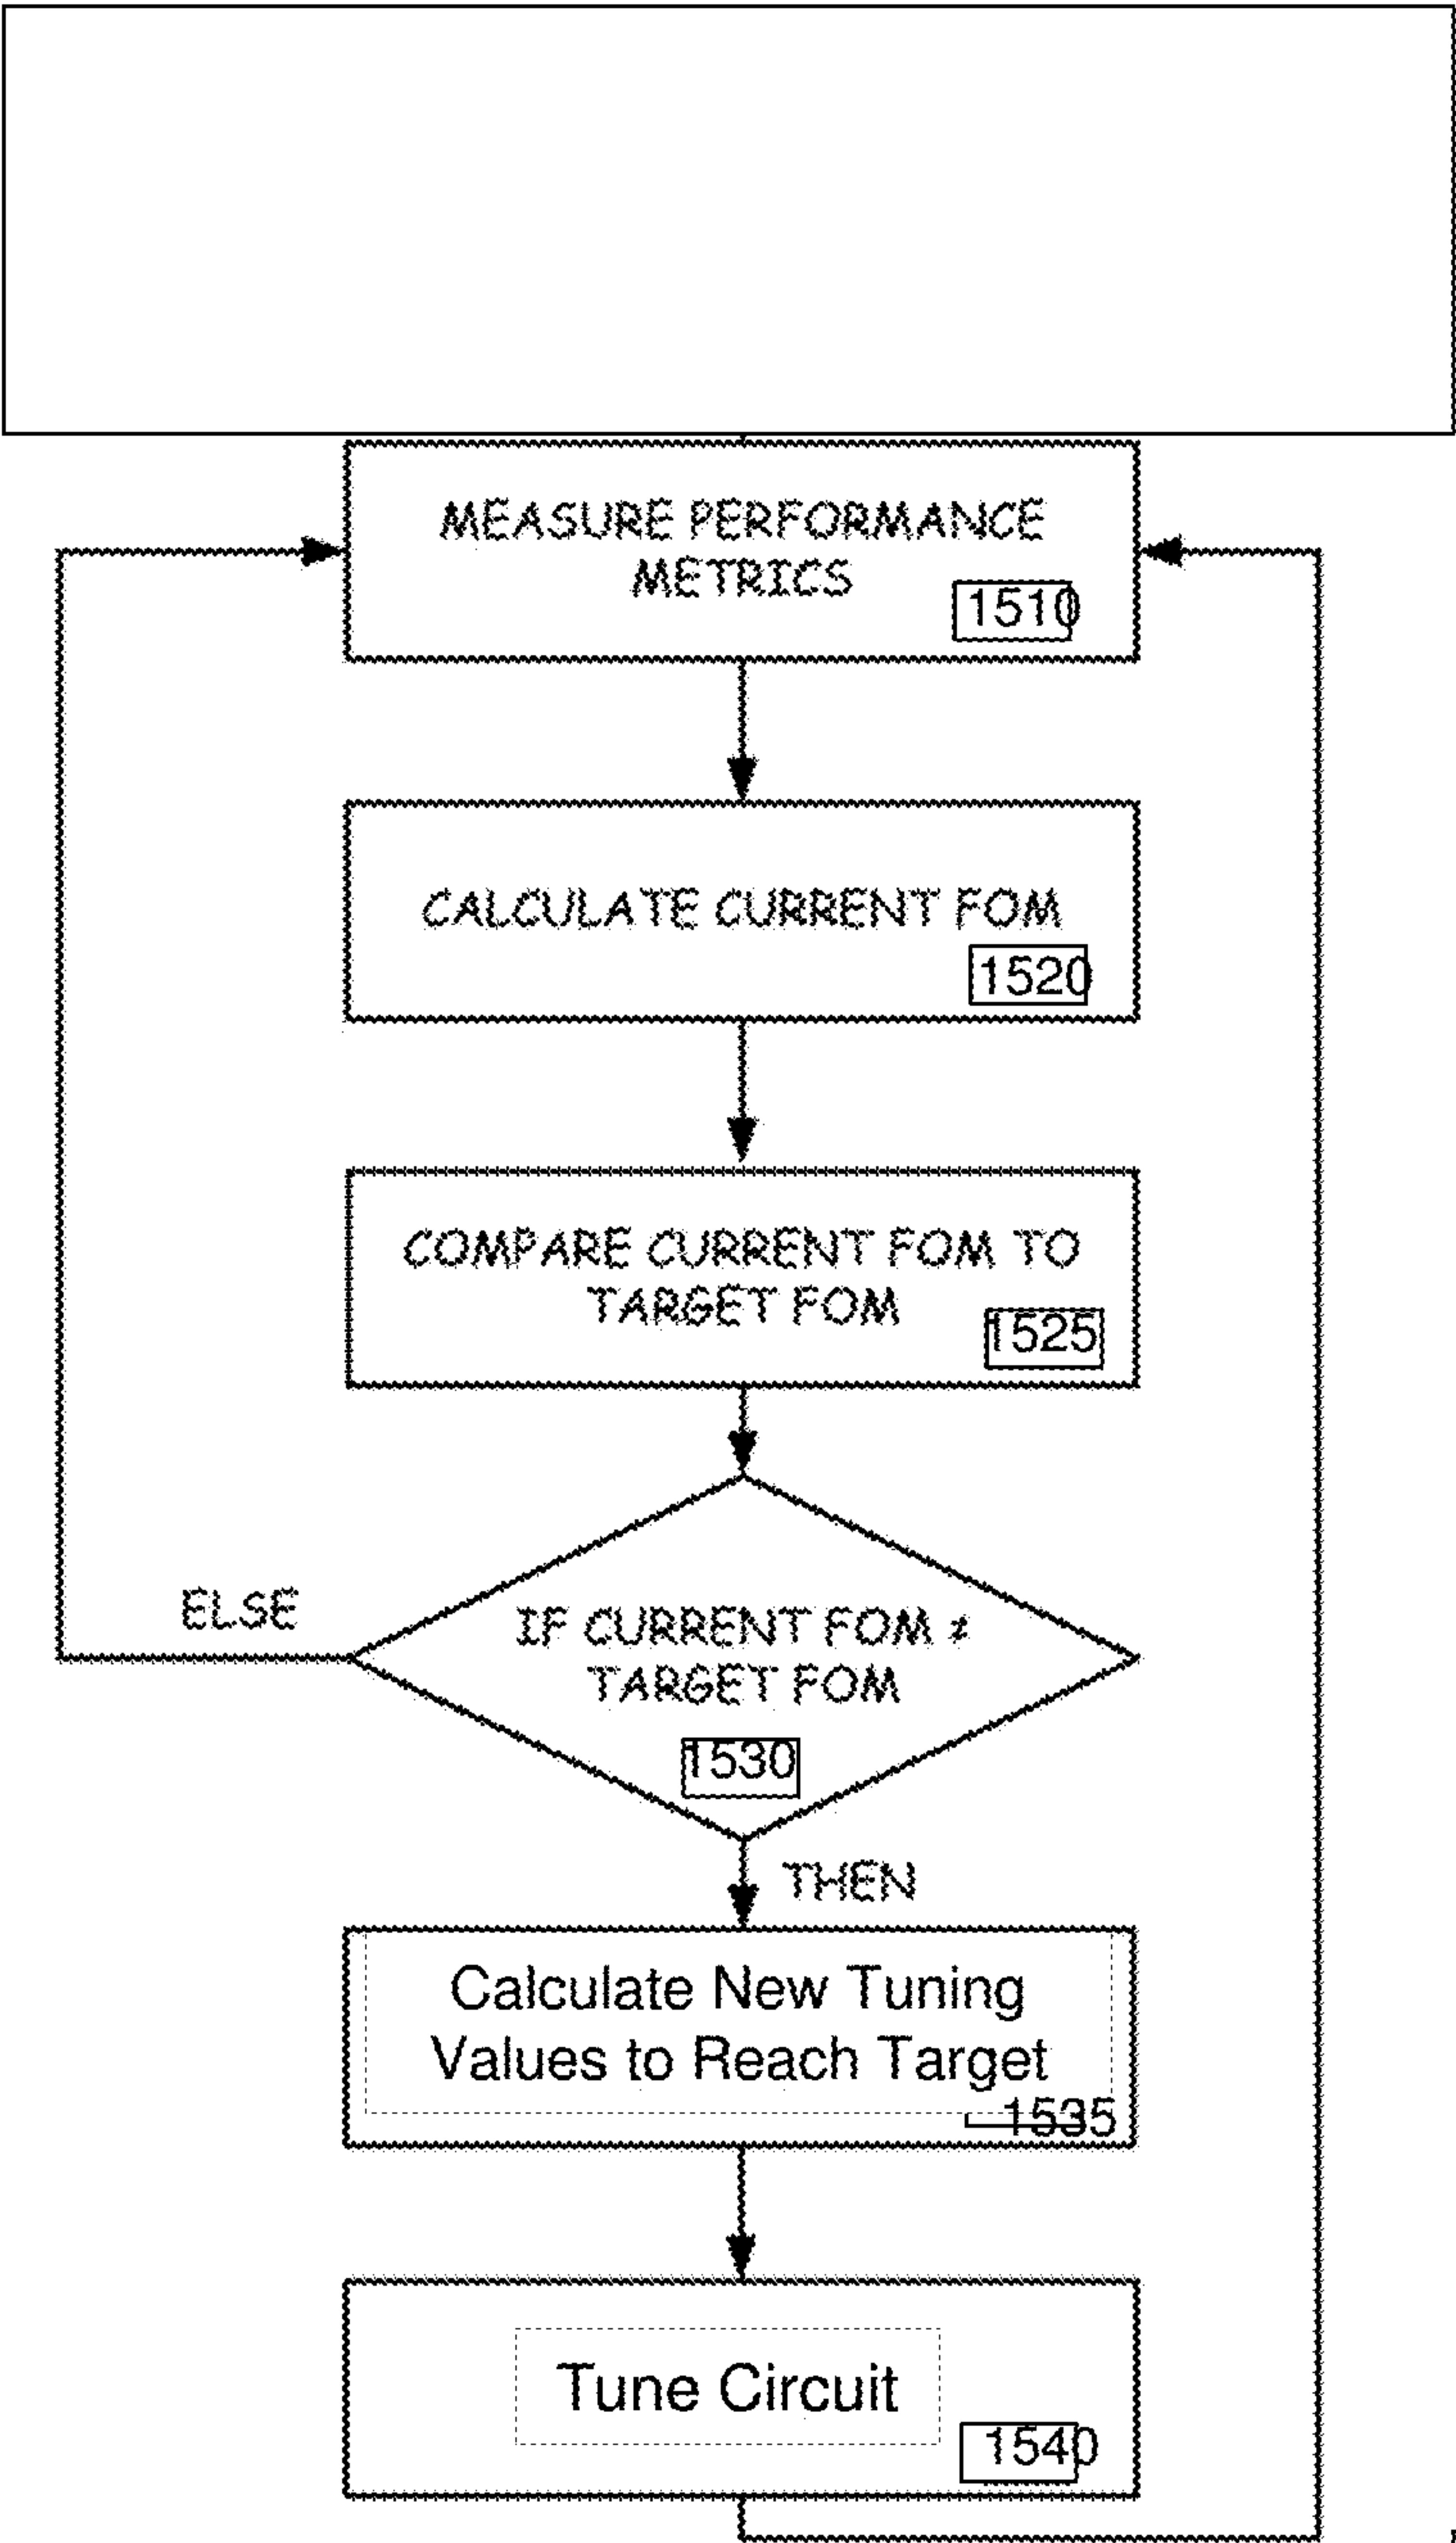 MEASURE PERFORMANCE
METRICS
1510
CALCULATE CURRENT FOM
1520
COMPARE CURRENT FOM TO
TARGET FOM
1525
ELSE
IF CURRENT FOM ≠
TARGET FOM
1530
THEN
Calculate New Tuning
Values to Reach Target
1535
Tune Circuit
1540